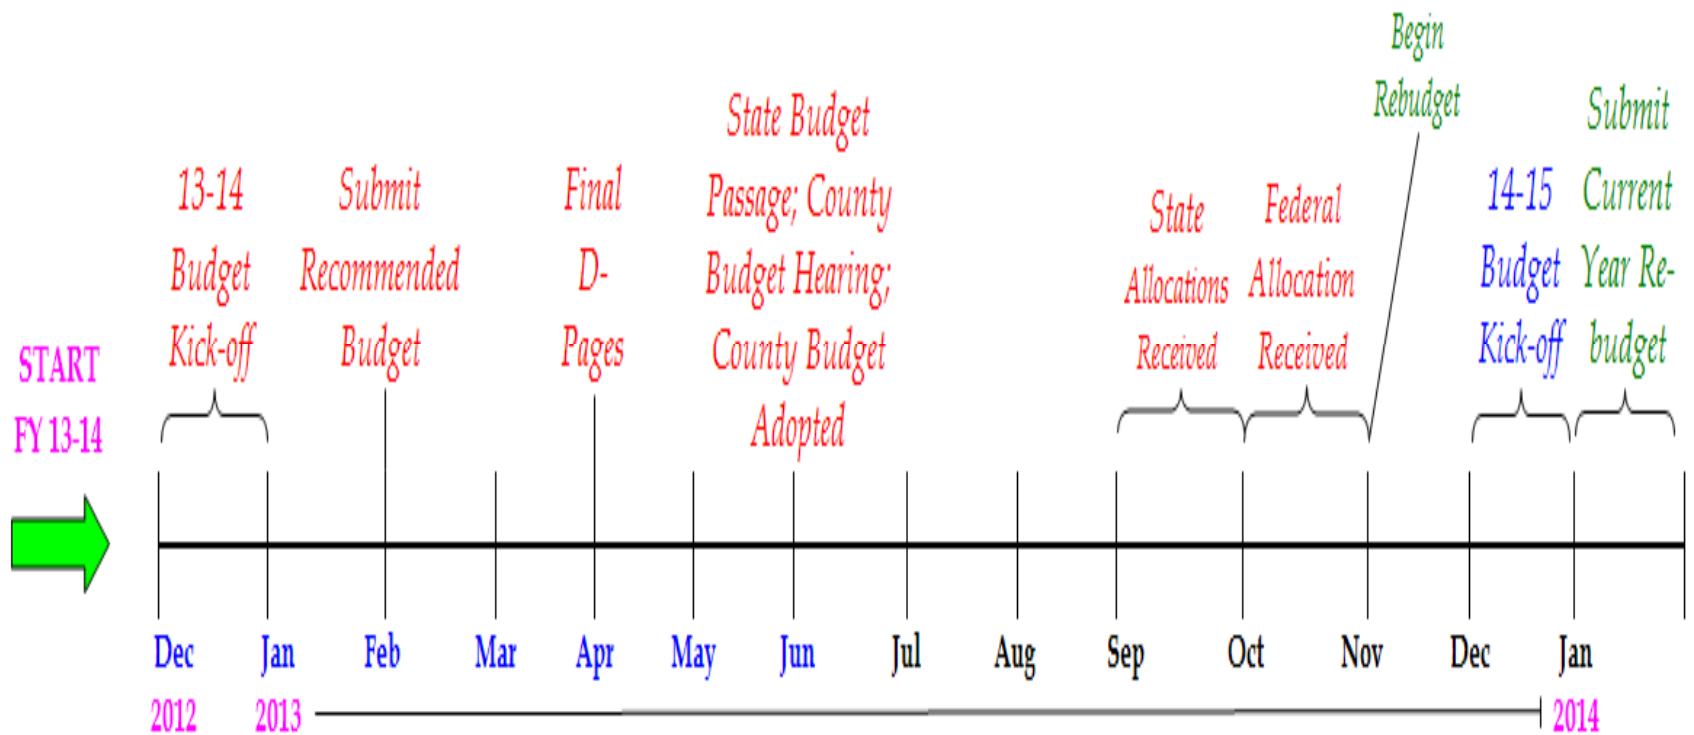 START
FY 13-14
13-14
Budget
Kick-off
Submit
Recommended
Budget
Final
D-
Pages
State Budget
Passage; County
Budget Hearing;
County Budget
Adopted
State
Allocations
Received
Federal
Allocation
Received
Begin
Rebudget
14-15
Budget
Kick-off
Submit
Current
Year Re-
budget
Dec Jan Feb Mar Apr May Jun Jul Aug Sep Oct Nov Dec Jan
2012 2013 2014